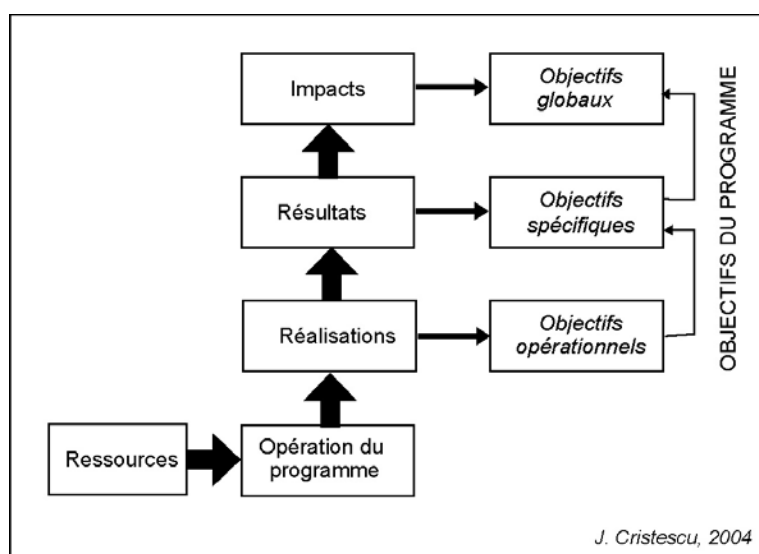 Impacts
Objectifs
globaux
Résultats
Objectifs
spécifiques
Réalisations
Objectifs
opérationnels
Ressources
Opération du
programme
OBJECTIFS DU PROGRAMME
J. Cristescu, 2004